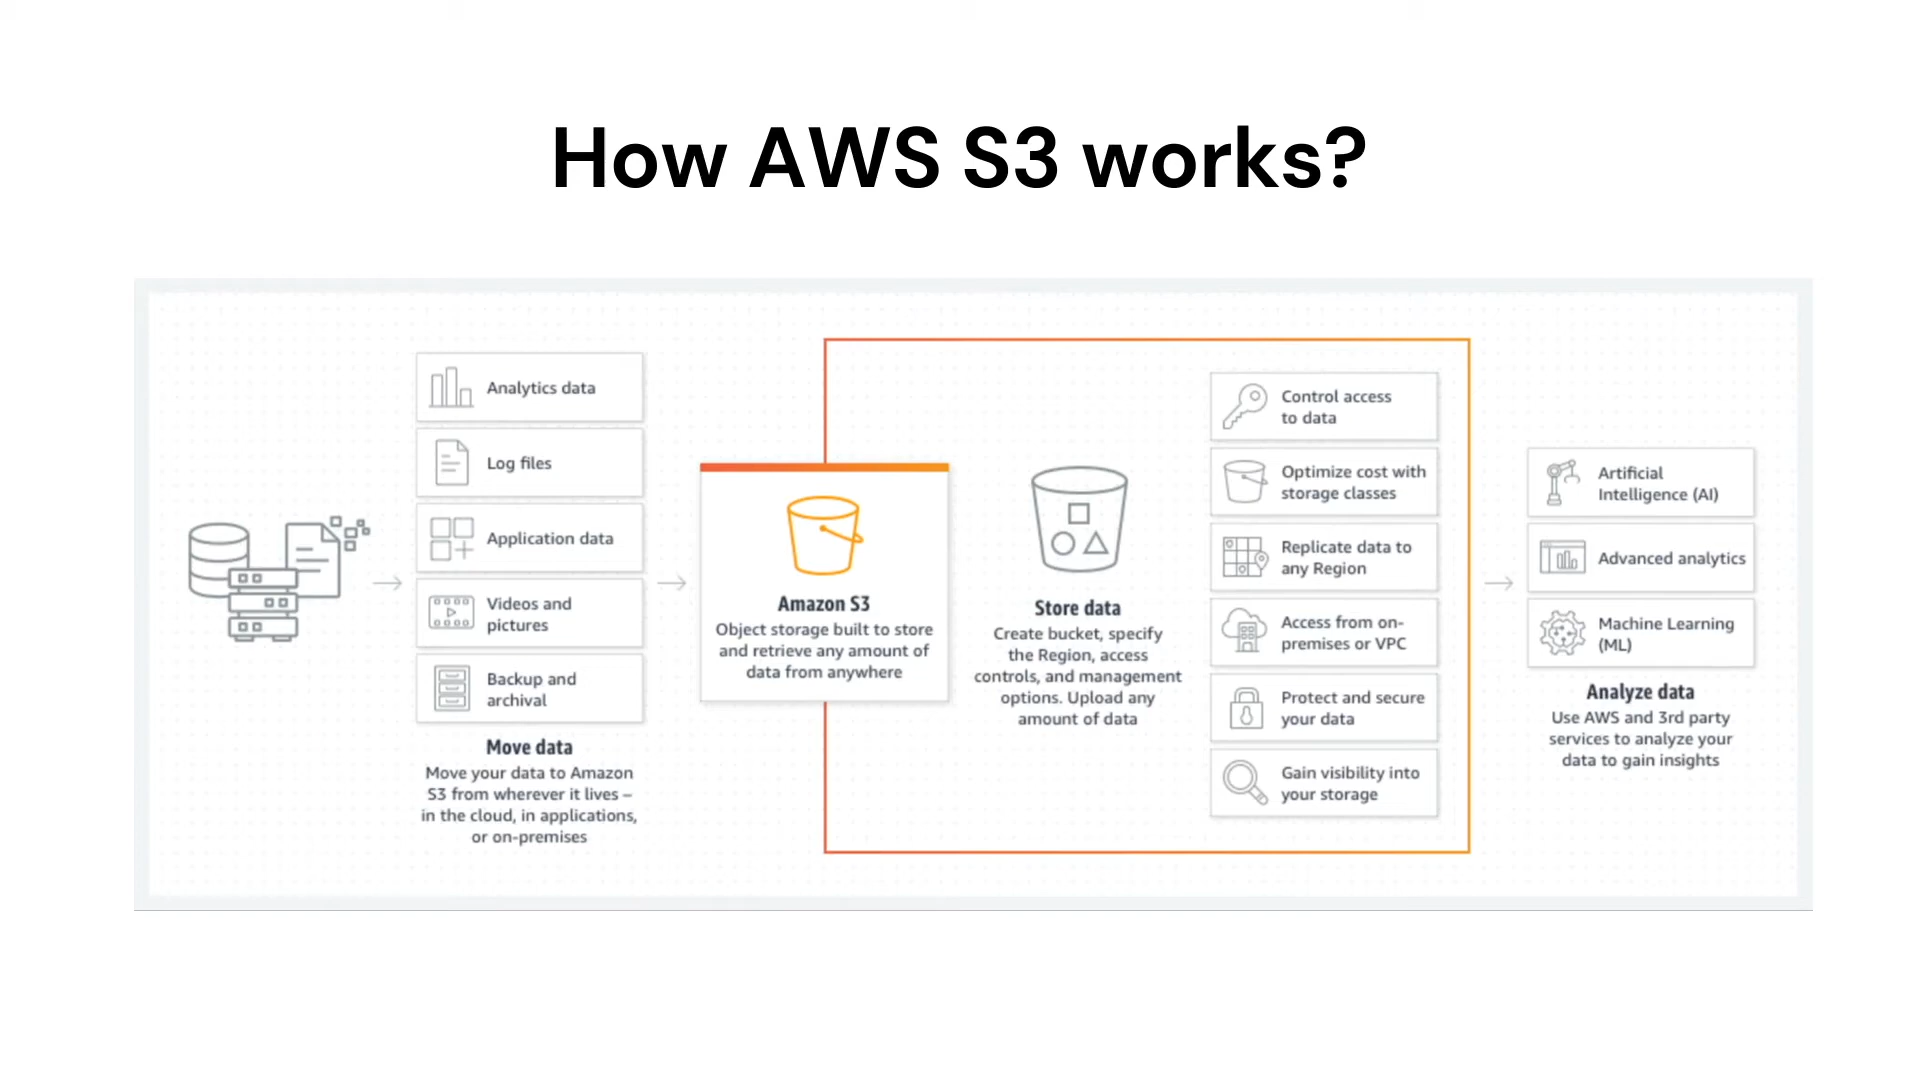 How AWS S3 works?
Analytics data
Log files
Application data
Videos and
pictures
Backup and
archival
Move data
Move your data to Amazon
S3 from wherever it lives –
in the cloud, in applications,
or on-premises
Amazon S3
Object storage built to store
and retrieve any amount of
data from anywhere
Store data
Create bucket, specify
the Region, access
controls, and management
options. Upload any
amount of data
Control access
to data
Optimize cost with
storage classes
Replicate data to
any Region
Access from on-
premises or VPC
Protect and secure
your data
Gain visibility into
your storage
Artificial
Intelligence (AI)
Advanced analytics
Machine Learning
(ML)
Analyze data
Use AWS and 3rd party
services to analyze your
data to gain insights